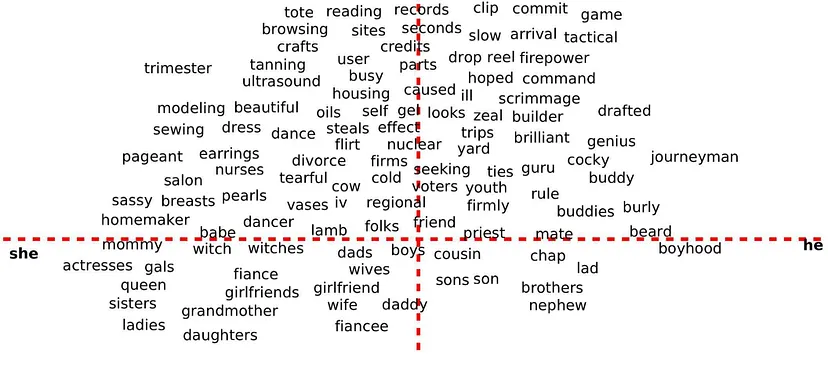 tote reading records clip commit game
browsing sites seconds slow arrival tactical
crafts credits
trimester tanning user parts drop reel firepower
ultrasound busy hoped command
housing caused ill scrimmage
modeling beautiful oils self gel looks zeal builder drafted
sewing dress dance steals effect trips brilliant genius
flirt nuclear yard
pageant earrings divorce firms cocky journeyman
nurses seeking ties guru buddy
salon tearful cow cold voters youth
sassy breasts pearls vases iv regional firmly rule buddies burly
homemaker dancer folks friend
babe lamb priest mate beard
mommy witch witches dads boys cousin chap boyhood he
she
actresses gals fiance wives sons son lad
queen girlfriends girlfriend brothers
sisters grandmother wife daddy nephew
ladies daughters fiancee